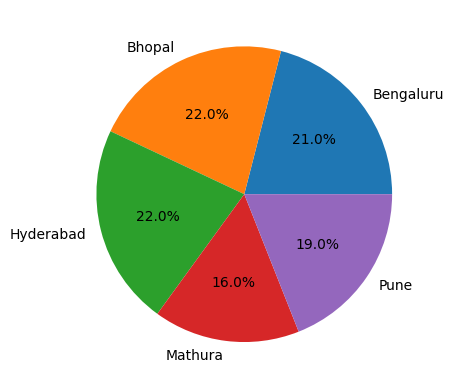 Bhopal
Bengaluru
22.0%
21.0%
22.0%
Hyderabad
19.0%
16.0%
Pune
Mathura